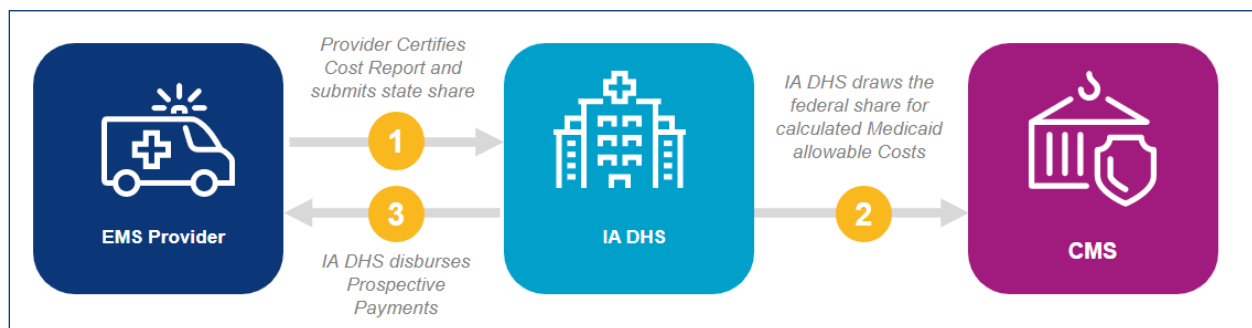 Provider Certifies
Cost Report and
submits state share
1
EMS Provider
3
IA DHS disburses
Prospective
Payments
IA DHS
IA DHS draws the
federal share for
calculated Medicaid
allowable Costs
2
CMS